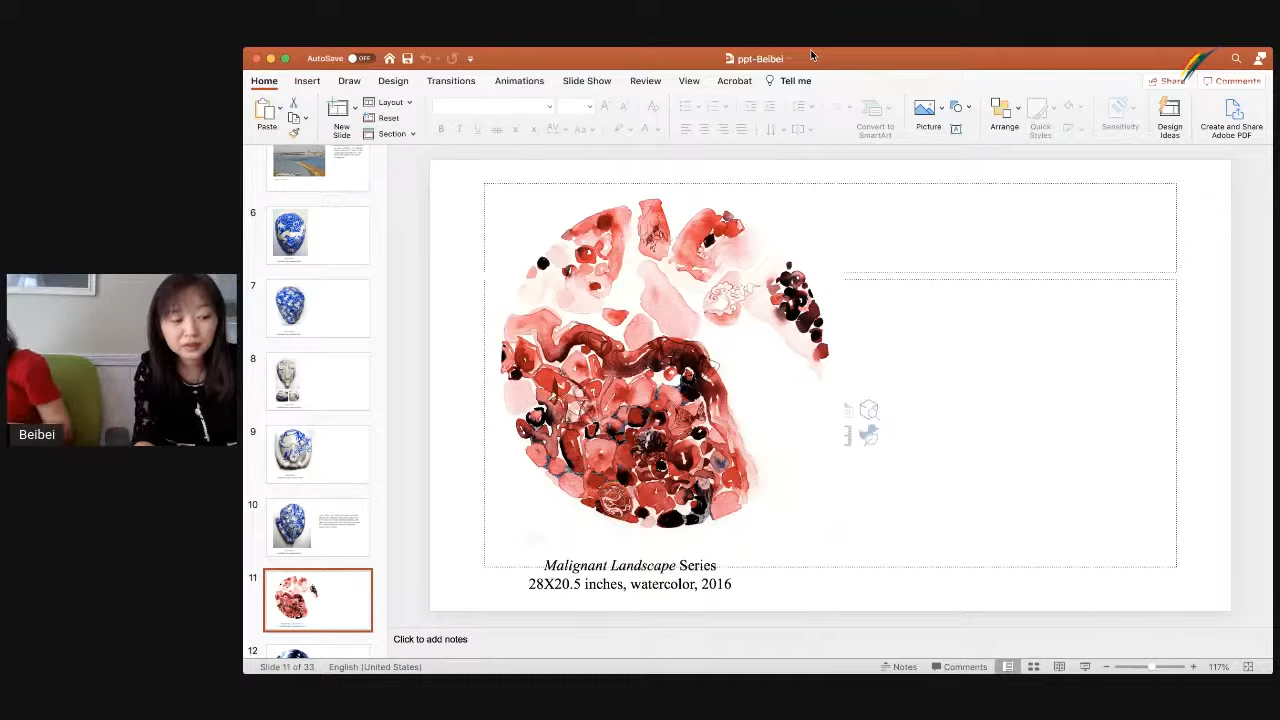 AutoSave OFF
ppt-Beibei
Home Insert Draw Design Transitions Animations Slide Show Review View Acrobat Tell me
Share Comments
Paste
New Slide
Layout
Reset
Section
Convert to SmartArt
Picture
Arrange
Quick Styles
Sensitivity
Design Ideas
Create and Share Adobe PDF
6
7
8
9
10
11
12
Beibei
Malignant Landscape Series
28X20.5 inches, watercolor, 2016
Click to add notes
Slide 11 of 33 English (United States) Notes Comments 117%